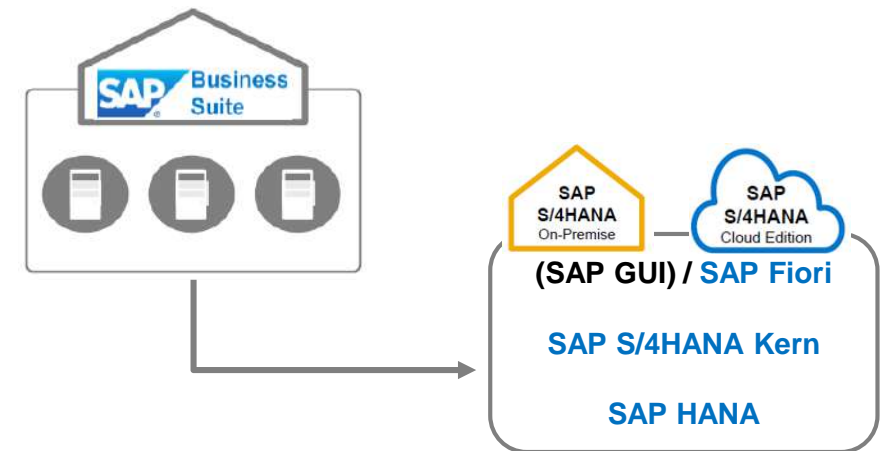 SAP Business
Suite
SAP
S/4HANA
On-Premise
SAP
S/4HANA
Cloud Edition
(SAP GUI) / SAP Fiori
SAP S/4HANA Kern
SAP HANA